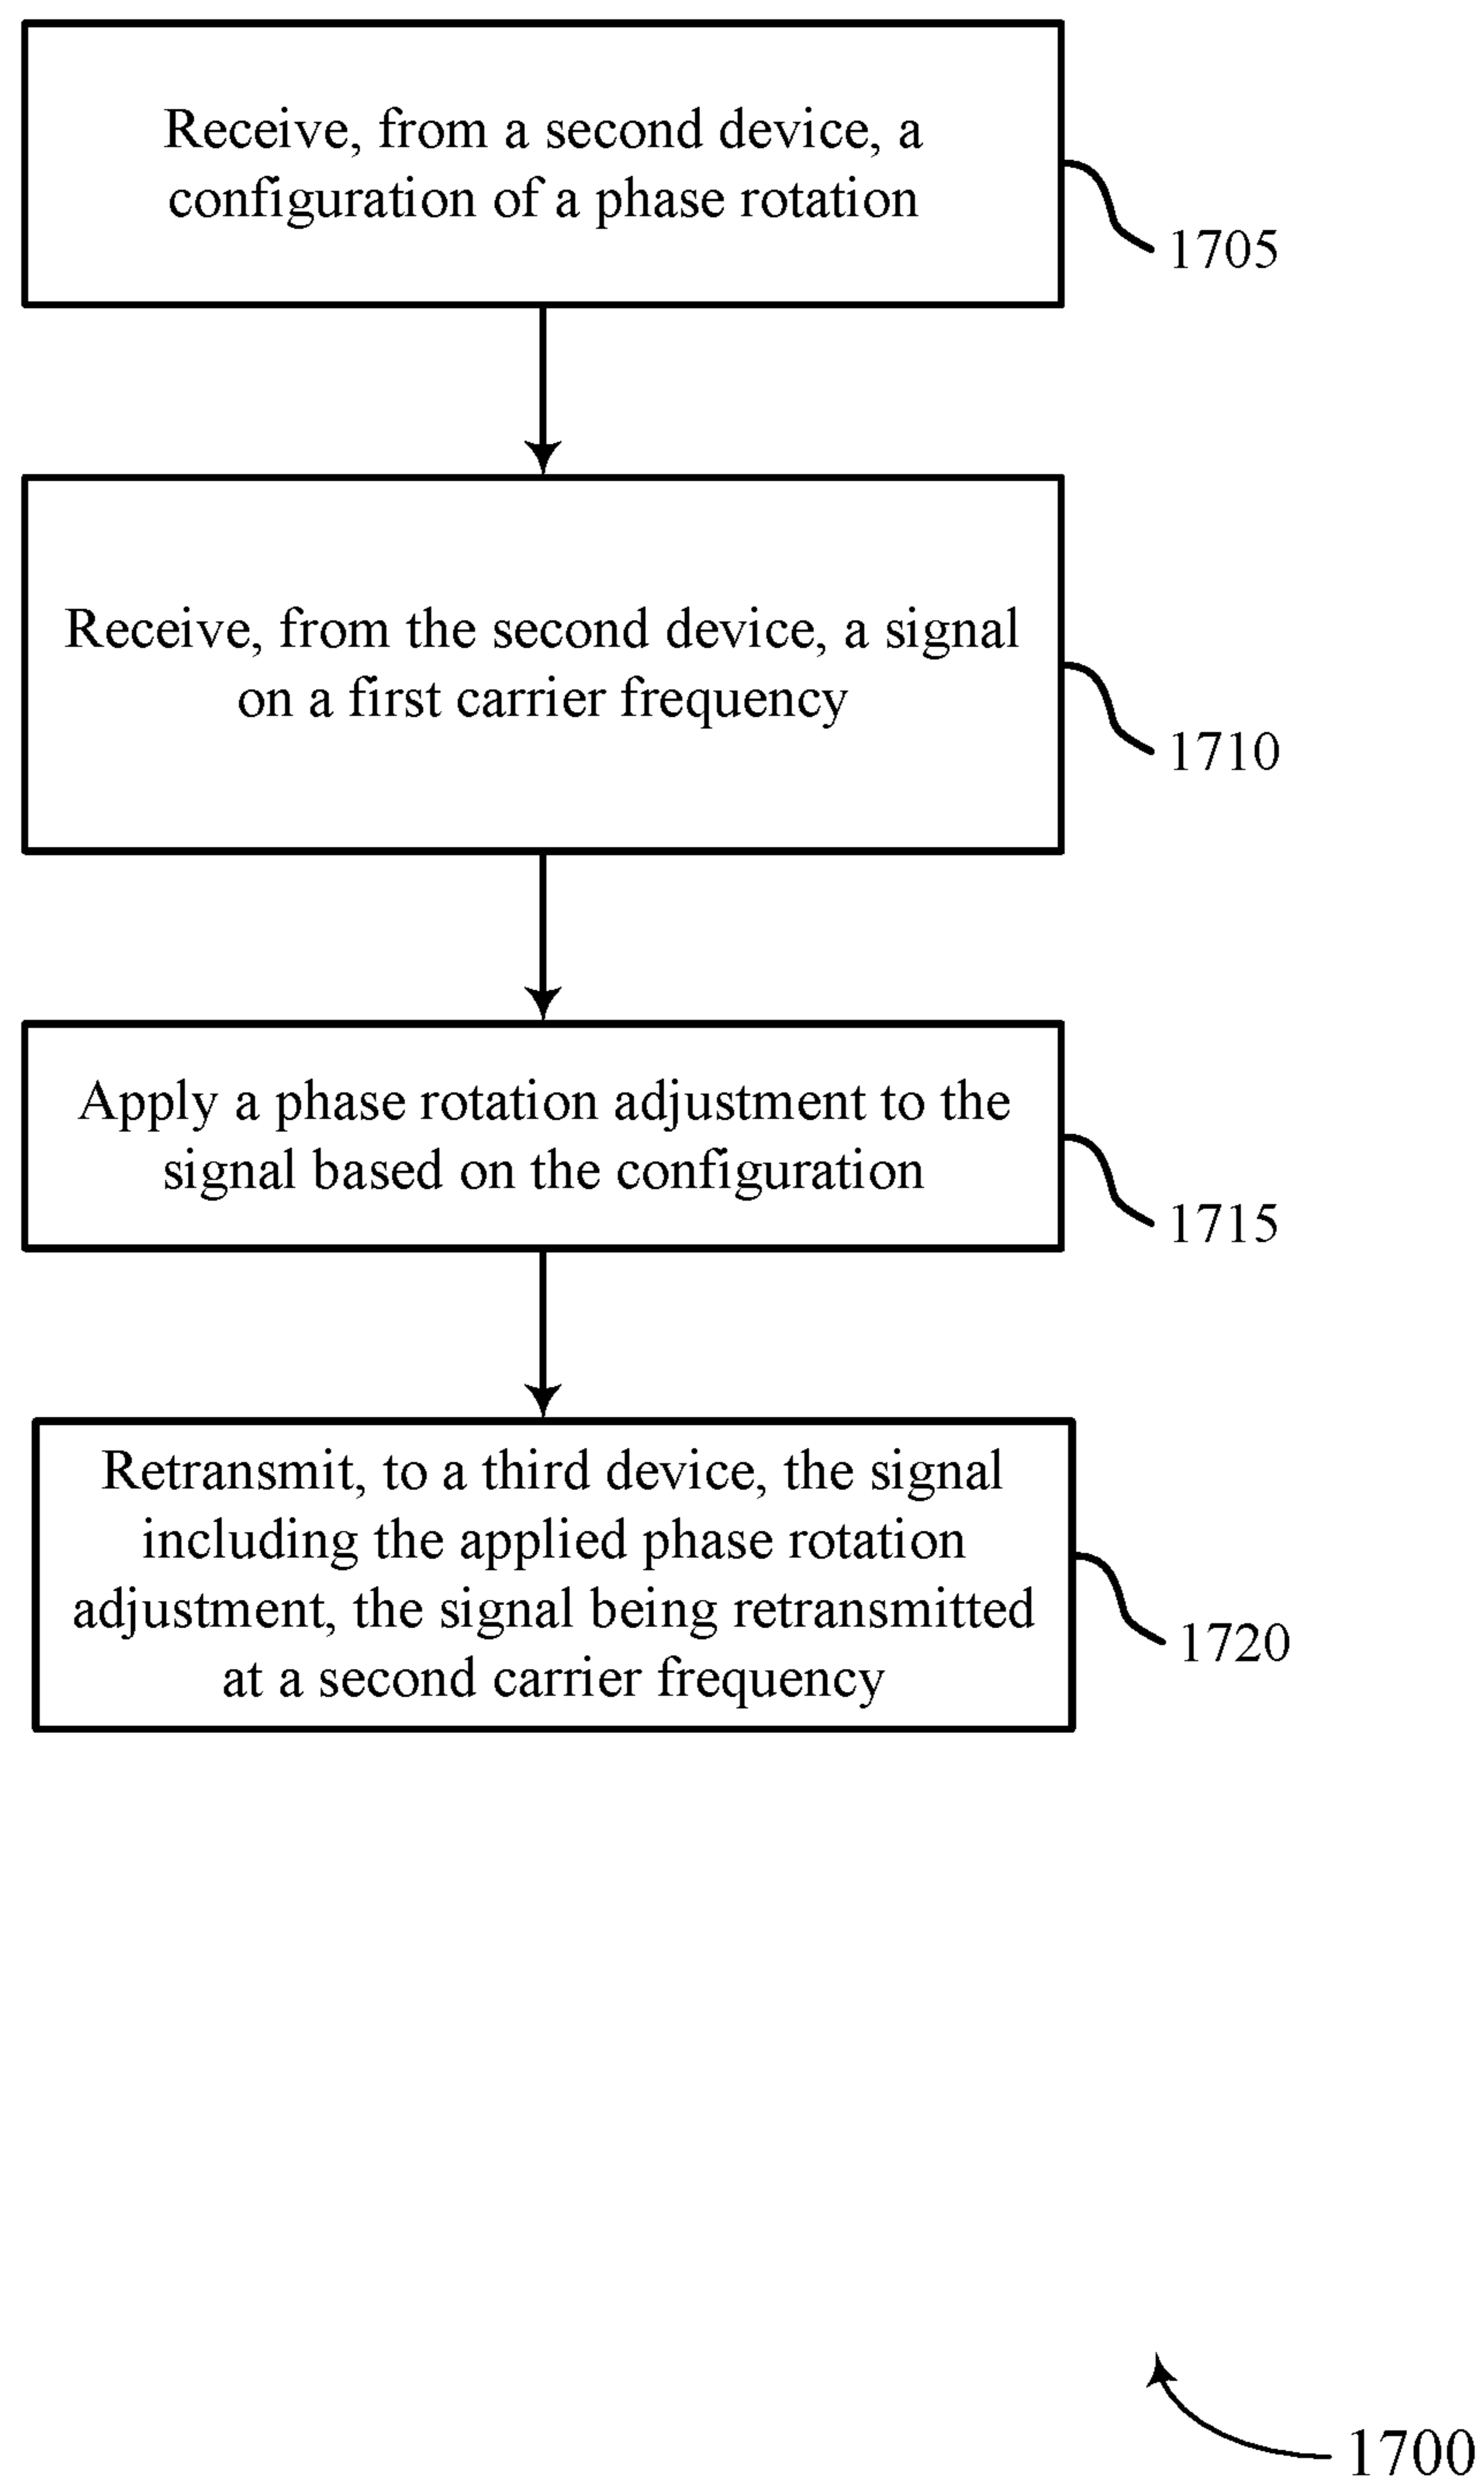 Receive, from a second device, a
configuration of a phase rotation
1705
Receive, from the second device, a signal
on a first carrier frequency
1710
Apply a phase rotation adjustment to the
signal based on the configuration
1715
Retransmit, to a third device, the signal
including the applied phase rotation
adjustment, the signal being retransmitted
at a second carrier frequency
1720
1700